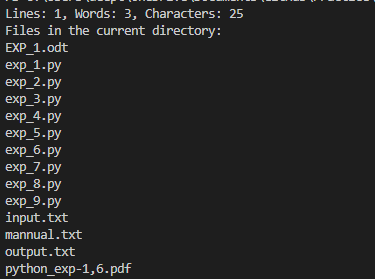 Lines: 1, Words: 3, Characters: 25
Files in the current directory:
EXP_1.odt
exp_1.py
exp_2.py
exp_3.py
exp_4.py
exp_5.py
exp_6.py
exp_7.py
exp_8.py
exp_9.py
input.txt
mannual.txt
output.txt
python_exp-1,6.pdf